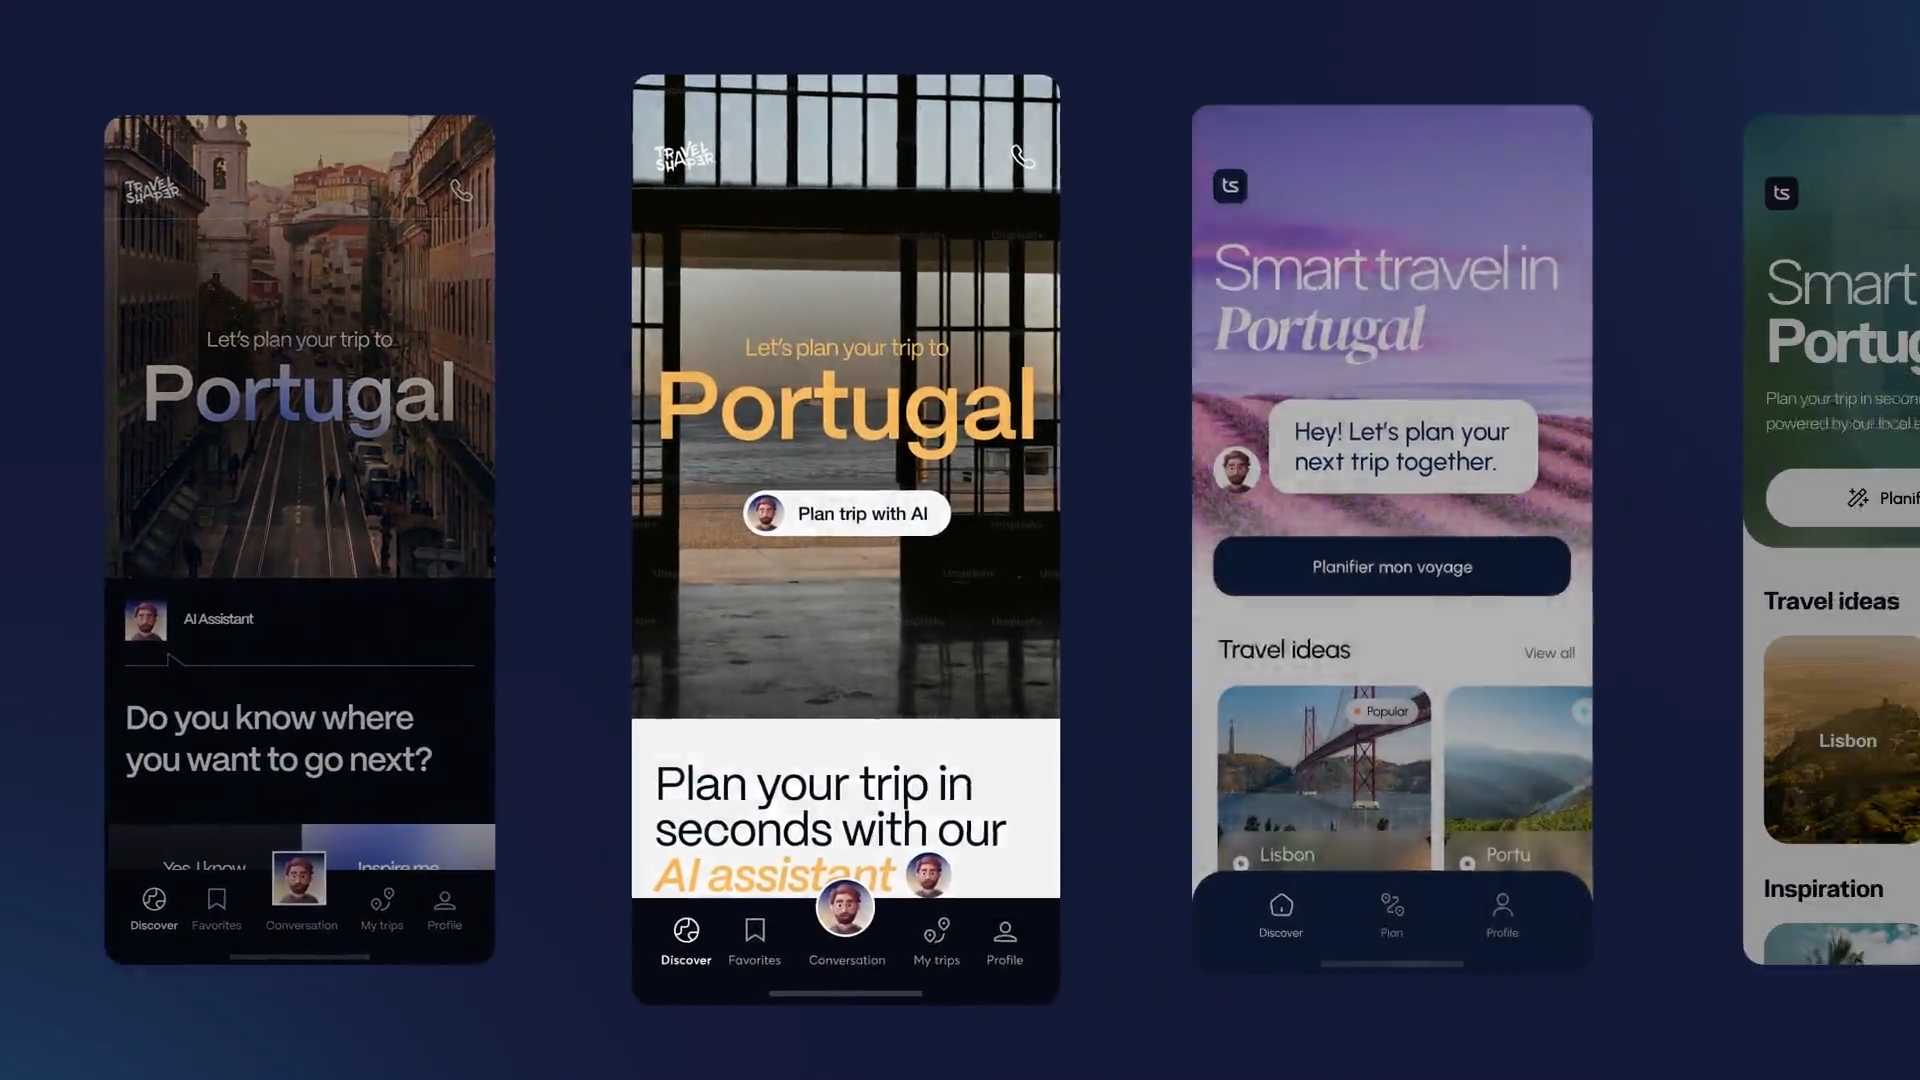 TRAVEL
SHAPER
Let's plan your trip to
Portugal
AI Assistant
Do you know where
you want to go next?
Yes, I know
Inspire me
Discover
Favorites
Conversation
My trips
Profile
TRAVEL
SHAPER
Let's plan your trip to
Portugal
Plan trip with AI
Plan your trip in
seconds with our
AI assistant
Discover
Favorites
Conversation
My trips
Profile
ts
Smart travel in
Portugal
Hey! Let's plan your
next trip together.
Planifier mon voyage
Travel ideas
View all
Popular
Lisbon
Portu
Discover
Plan
Profile
ts
Smart
Portug
Plan your trip in secon
powered by our local e
Planif
Travel ideas
Lisbon
Inspiration